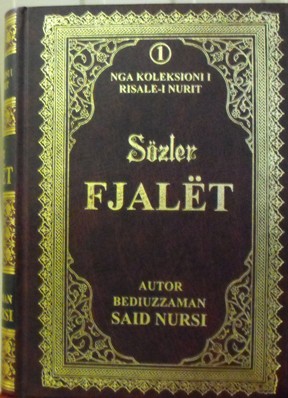 1
NGA KOLEKSIONI I
RISALE-I NURIT
Sözler
FJALËT
AUTOR
BEDIUZZAMAN
SAID NURSI